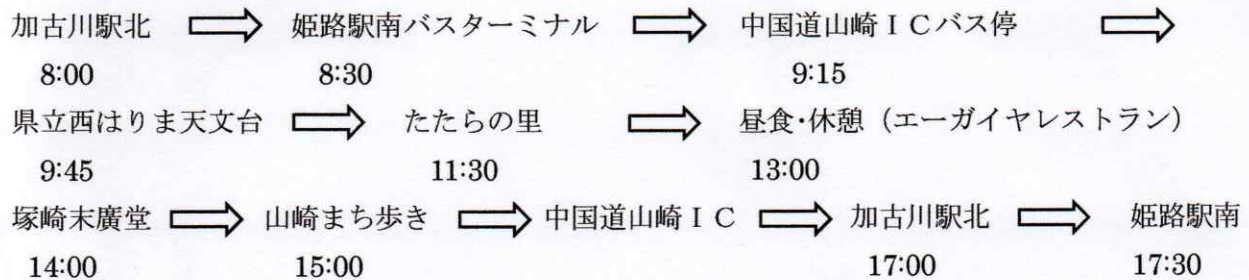 加古川駅北 ⇨ 姫路駅南バスターミナル ⇨ 中国道山崎ＩＣバス停 ⇨
8:00 8:30 9:15
県立西はりま天文台 ⇨ たたらの里 ⇨ 昼食･休憩（エーガイヤレストラン）
9:45 11:30 13:00
塚崎末廣堂 ⇨ 山崎まち歩き ⇨ 中国道山崎ＩＣ ⇨ 加古川駅北 ⇨ 姫路駅南
14:00 15:00 17:00 17:30